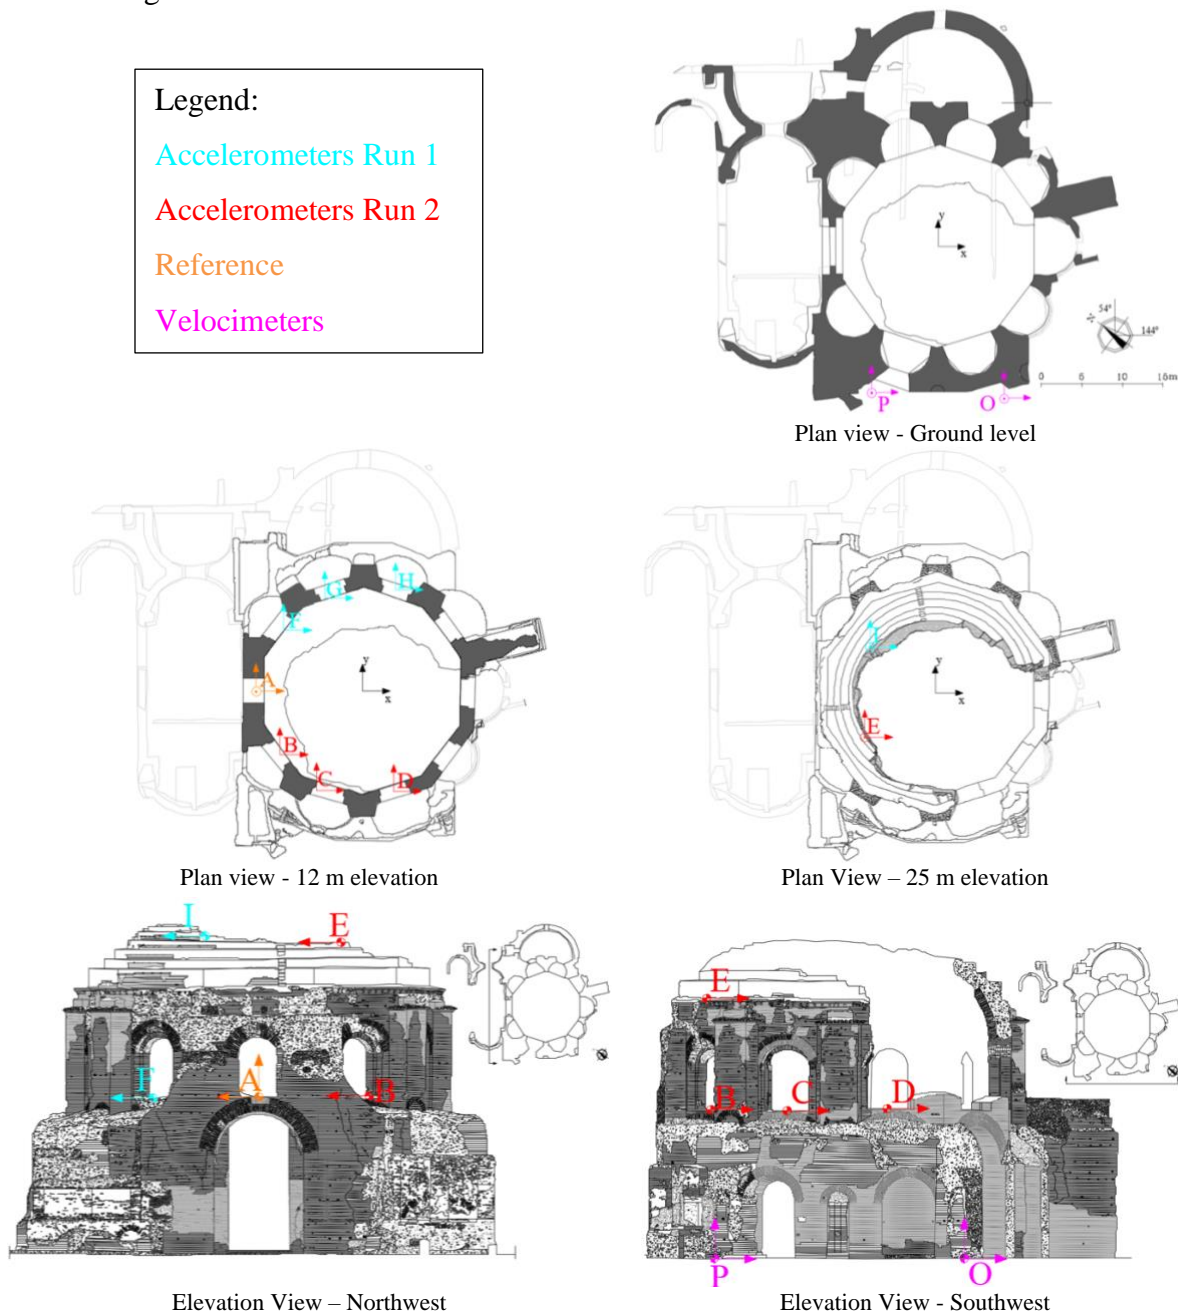 Legend:
Accelerometers Run 1
Accelerometers Run 2
Reference
Velocimeters
y
x
N
54°
144°
0 5 10 15m
P
O
Plan view - Ground level
G
H
F
A
y
x
B
C
D
Plan view - 12 m elevation
I
y
x
E
Plan View – 25 m elevation
I
E
F
A
B
Elevation View – Northwest
E
B
C
D
P
O
Elevation View - Southwest